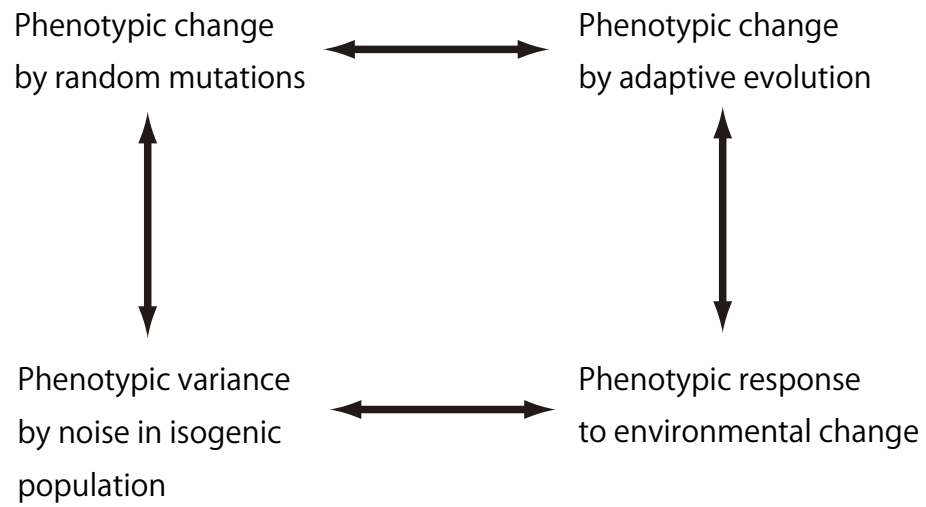 Phenotypic change
by random mutations
Phenotypic change
by adaptive evolution
Phenotypic variance
by noise in isogenic
population
Phenotypic response
to environmental change